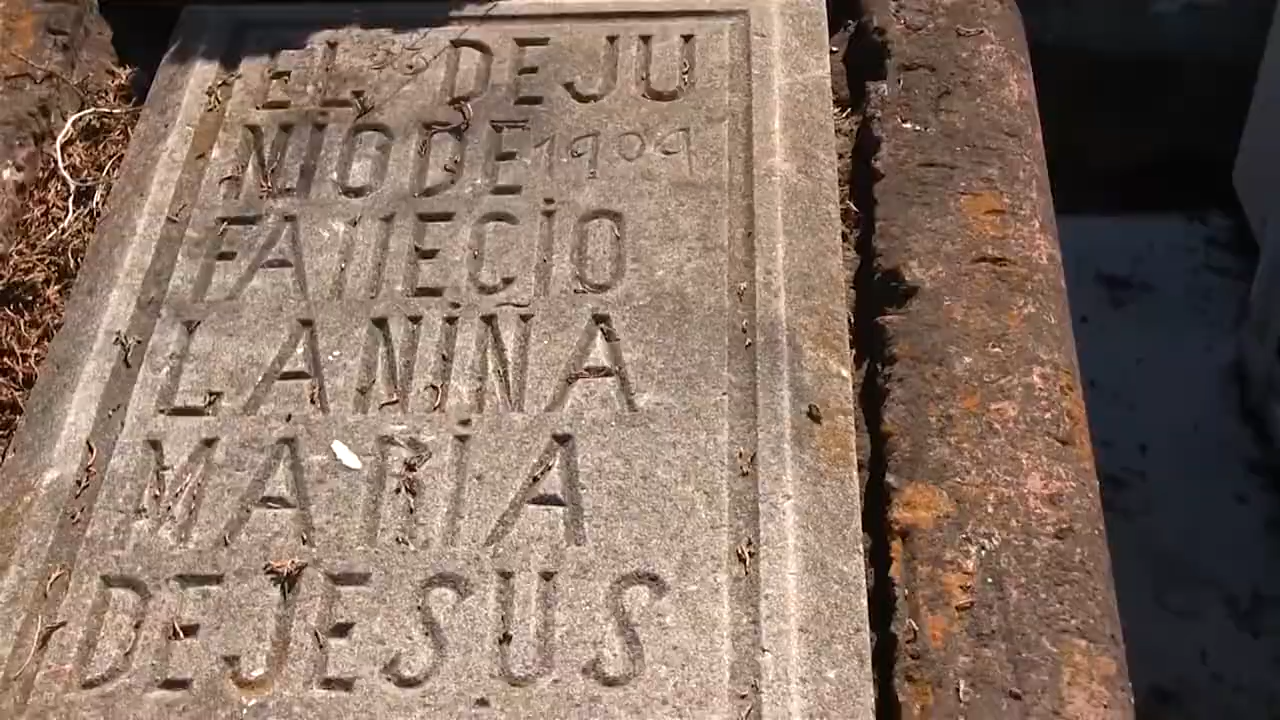 EL DE JU
NIO DE 1909
FALLECIO
LA NIÑA
MARIA
DE JESUS